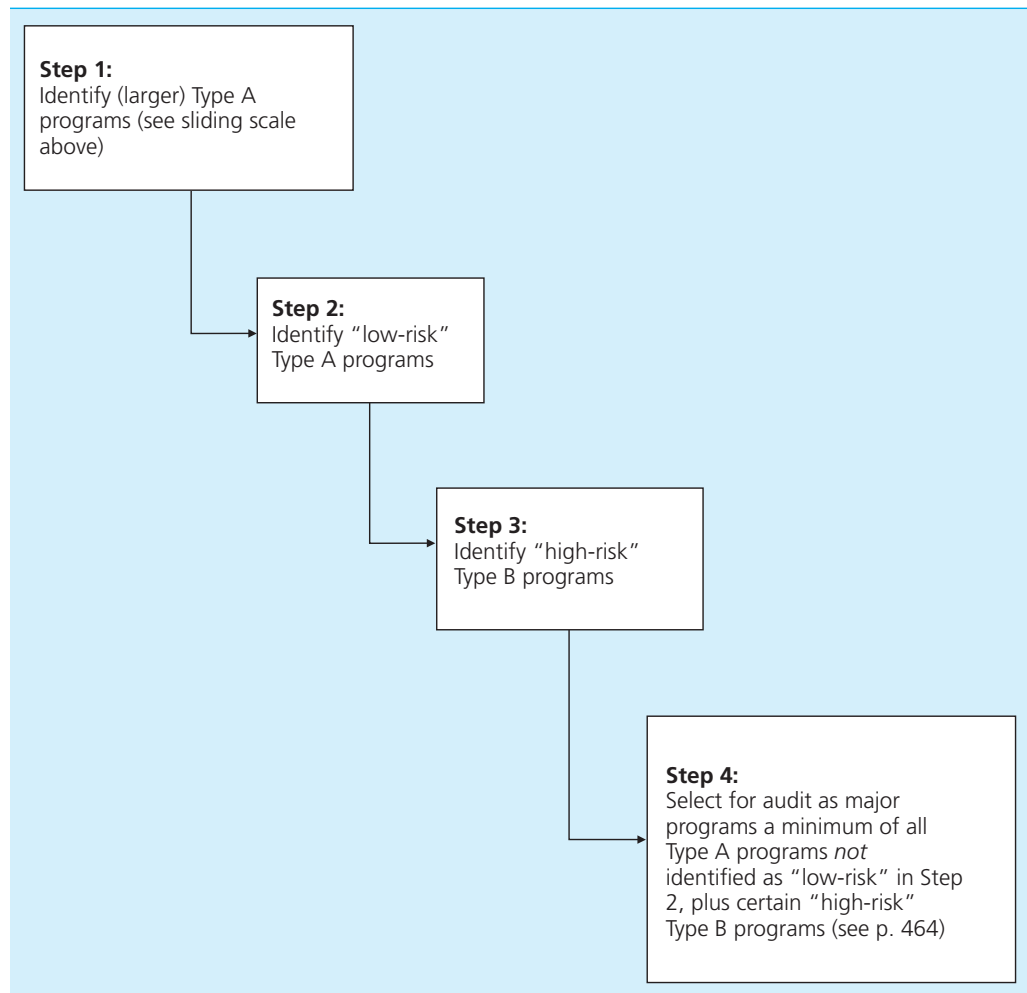 Step 1:
Identify (larger) Type A
programs (see sliding scale
above)
Step 2:
Identify “low-risk”
Type A programs
Step 3:
Identify “high-risk”
Type B programs
Step 4:
Select for audit as major
programs a minimum of all
Type A programs not
identified as “low-risk” in Step
2, plus certain “high-risk”
Type B programs (see p. 464)